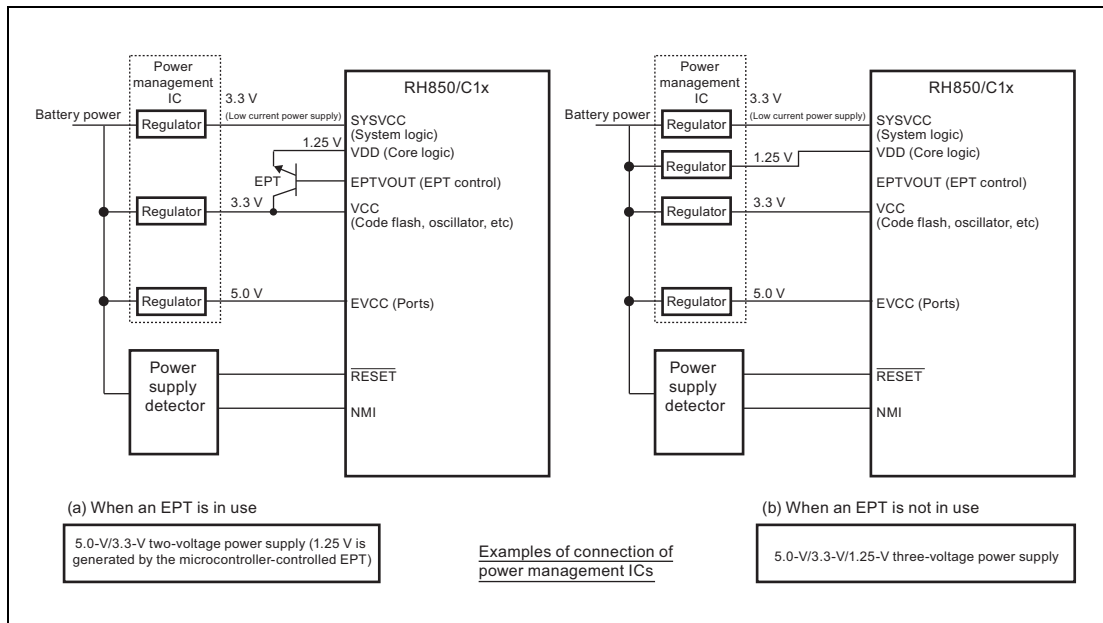 Power
management
IC
Battery power
Regulator
3.3 V
(Low current power supply)
RH850/C1x
SYSVCC
(System logic)
1.25 V
VDD (Core logic)
EPT
EPTVOUT (EPT control)
Regulator
3.3 V
VCC
(Code flash, oscillator, etc)
Regulator
5.0 V
EVCC (Ports)
Power
supply
detector
RESET
NMI
(a) When an EPT is in use
5.0-V/3.3-V two-voltage power supply (1.25 V is
generated by the microcontroller-controlled EPT)
Power
management
IC
Battery power
Regulator
3.3 V
(Low current power supply)
RH850/C1x
SYSVCC
(System logic)
Regulator
1.25 V
VDD (Core logic)
EPTVOUT (EPT control)
Regulator
3.3 V
VCC
(Code flash, oscillator, etc)
Regulator
5.0 V
EVCC (Ports)
Power
supply
detector
RESET
NMI
(b) When an EPT is not in use
5.0-V/3.3-V/1.25-V three-voltage power supply
Examples of connection of
power management ICs